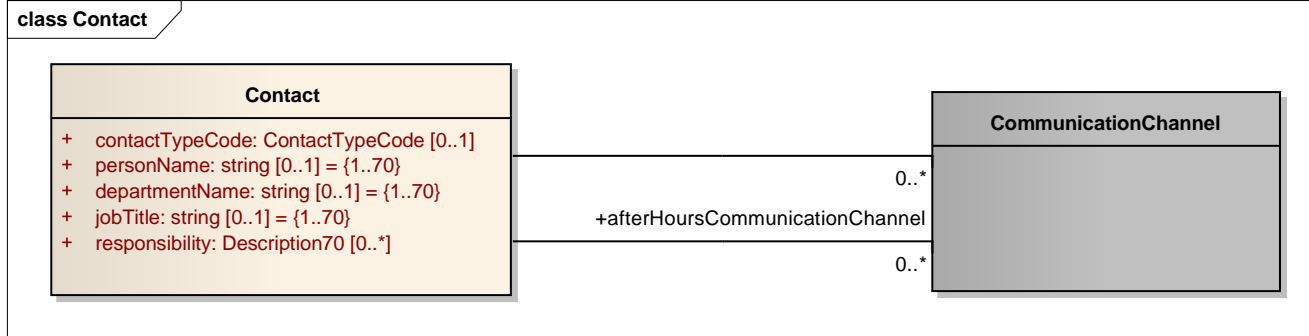 class Contact
Contact
+ contactTypeCode: ContactTypeCode [0..1]
+ personName: string [0..1] = {1..70}
+ departmentName: string [0..1] = {1..70}
+ jobTitle: string [0..1] = {1..70}
+ responsibility: Description70 [0..*]
CommunicationChannel
0..*
+afterHoursCommunicationChannel
0..*